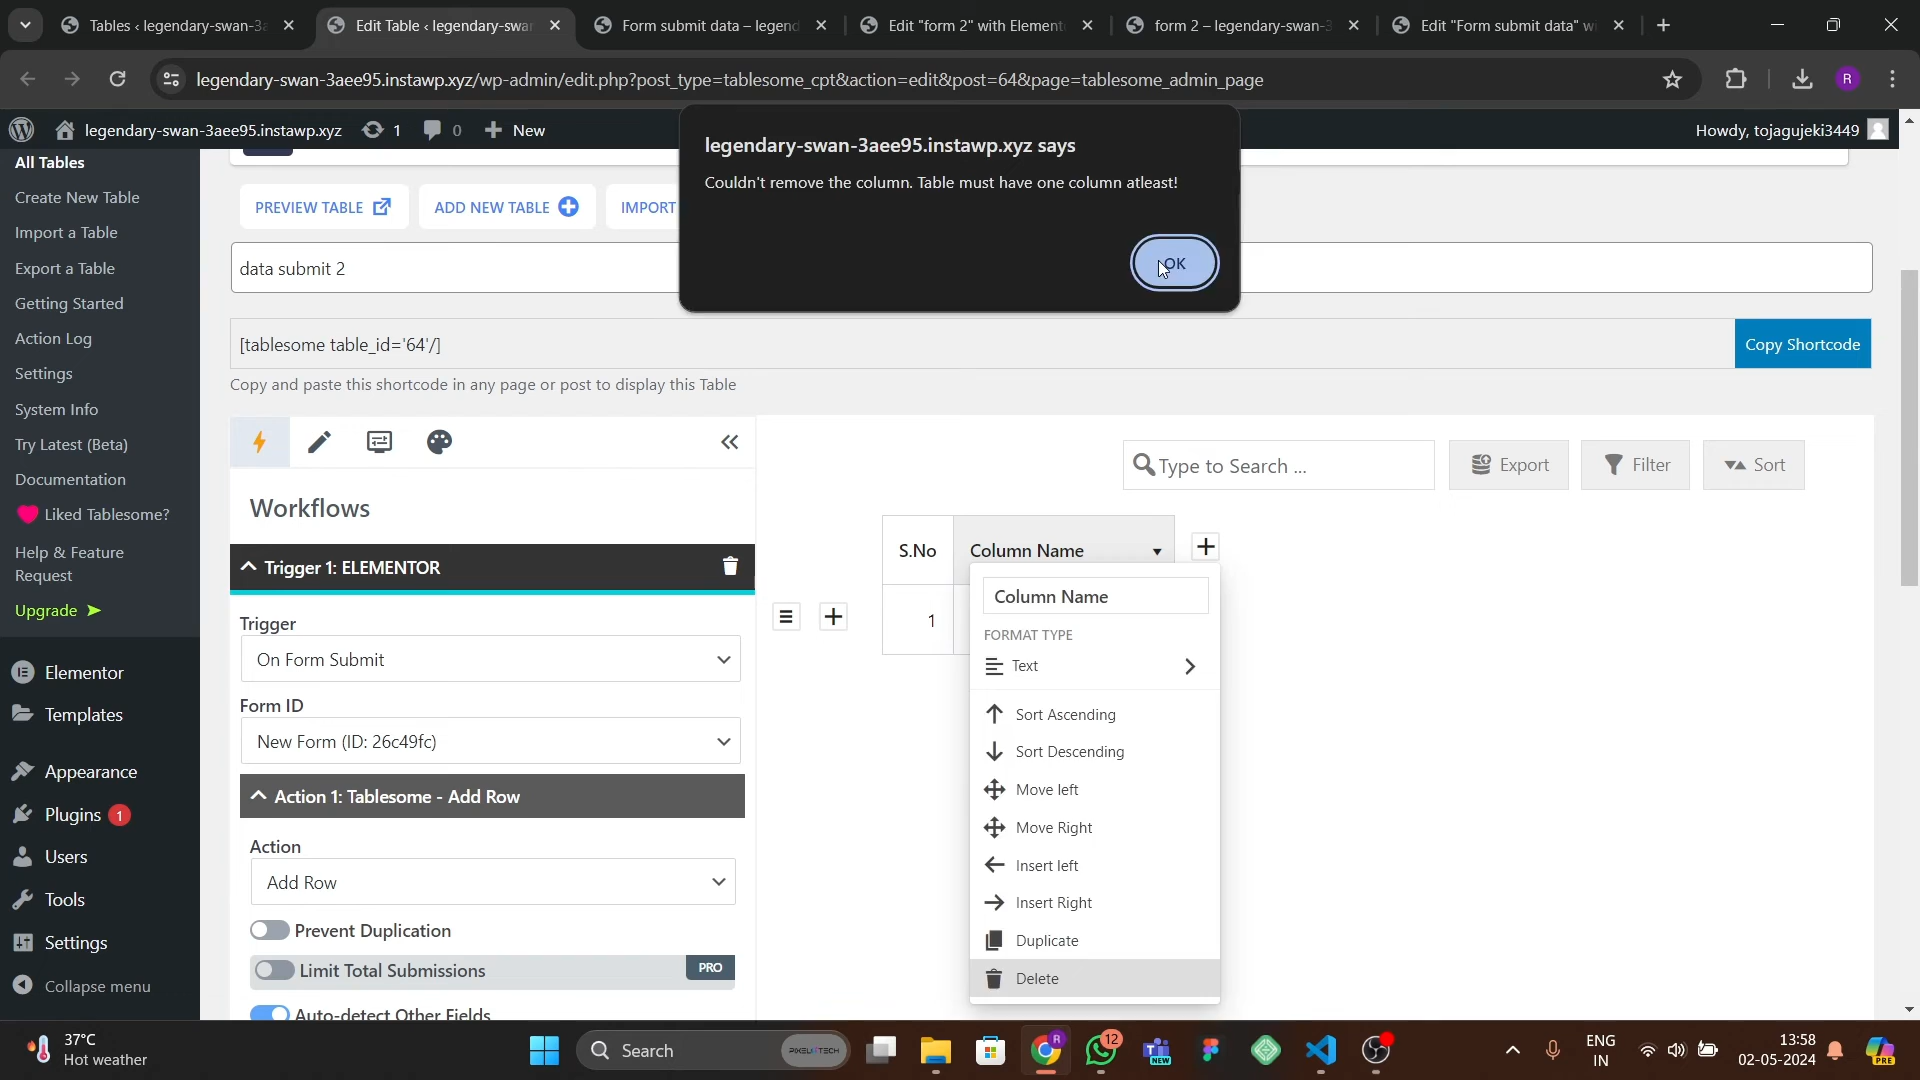 Tables ‹ legendary-swan-3a
Edit Table ‹ legendary-swan
Form submit data – legend
Edit "form 2" with Element
form 2 – legendary-swan-3
Edit "Form submit data" w
legendary-swan-3aee95.instawp.xyz/wp-admin/edit.php?post_type=tablesome_cpt&action=edit&post=64&page=tablesome_admin_page
R
legendary-swan-3aee95.instawp.xyz
1
0
New
Howdy, tojagujeki3449
legendary-swan-3aee95.instawp.xyz says
Couldn't remove the column. Table must have one column atleast!
OK
All Tables
Create New Table
Import a Table
Export a Table
Getting Started
Action Log
Settings
System Info
Try Latest (Beta)
Documentation
Liked Tablesome?
Help & Feature
Request
Upgrade ➤
Elementor
Templates
Appearance
Plugins 1
Users
Tools
Settings
Collapse menu
PREVIEW TABLE
ADD NEW TABLE
IMPORT
data submit 2
[tablesome table_id='64'/]
Copy Shortcode
Copy and paste this shortcode in any page or post to display this Table
Workflows
Trigger 1: ELEMENTOR
Trigger
On Form Submit
Form ID
New Form (ID: 26c49fc)
Action 1: Tablesome - Add Row
Action
Add Row
Prevent Duplication
Limit Total Submissions
PRO
Auto-detect Other Fields
Type to Search ...
Export
Filter
Sort
S.No
Column Name
1
Column Name
FORMAT TYPE
Text
Sort Ascending
Sort Descending
Move left
Move Right
Insert left
Insert Right
Duplicate
Delete
37°C
Hot weather
Search
PIXELTECH
R
12
NEW
ENG
IN
13:58
02-05-2024
PRE